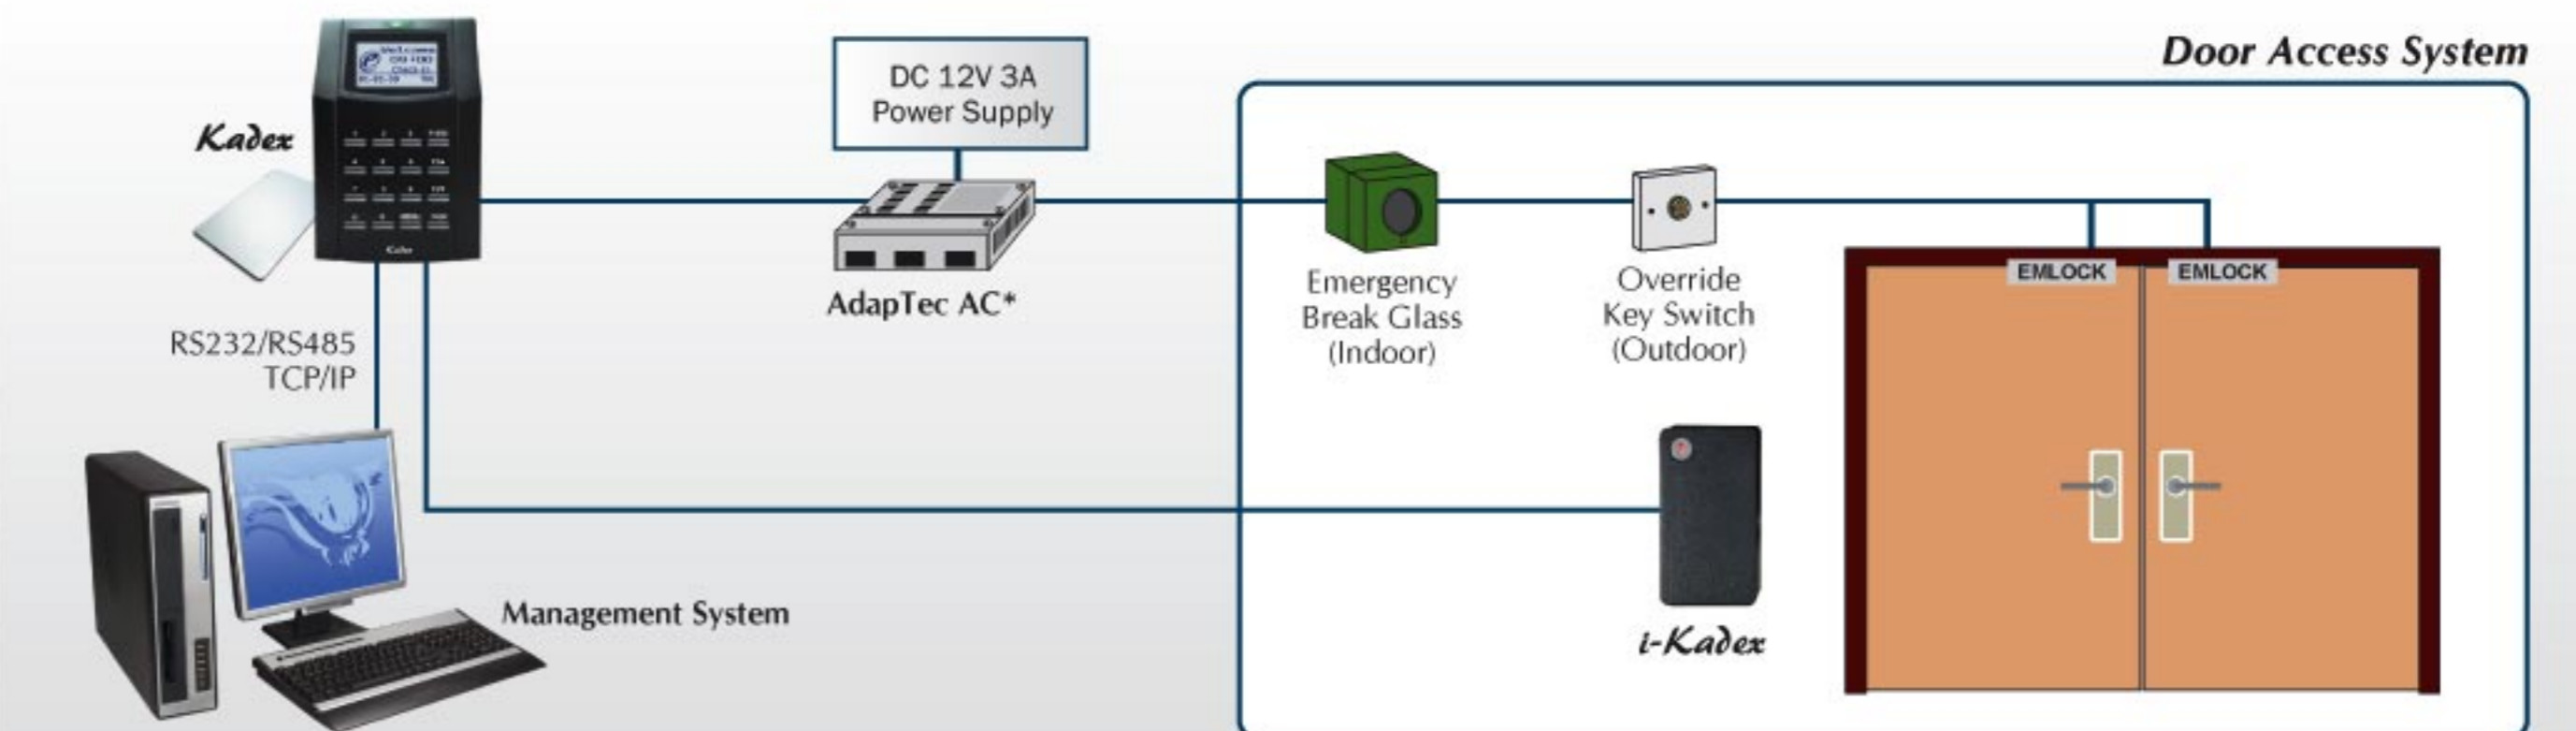 Door Access System
Kadex
DC 12V 3A
Power Supply
AdapTec AC*
Emergency
Break Glass
(Indoor)
Override
Key Switch
(Outdoor)
EMLOCK
EMLOCK
RS232/RS485
TCP/IP
Management System
i-Kadex